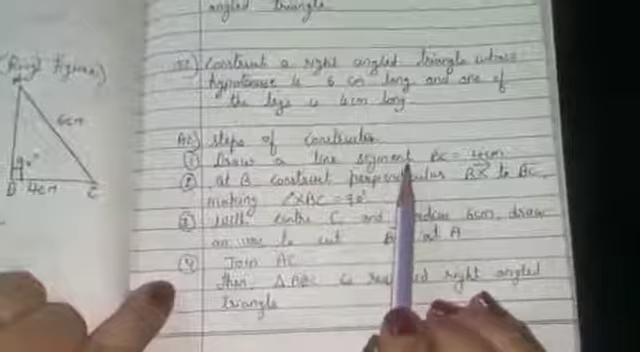 angled triangle
(Rough figure)
6cm
90°
B 4cm C
Construct a right angled triangle whose
hypotenuse is 6 cm long and one of
the legs is 4cm long.
Steps of Construction
① Draw a line segment BC = 4cm
② at B construct perpendicular BX to BC,
making ∠XBC = 90°
③ with centre C and 6cm, draw
an arc to cut at A
④ Join AC
then △ABC is right angled
triangle